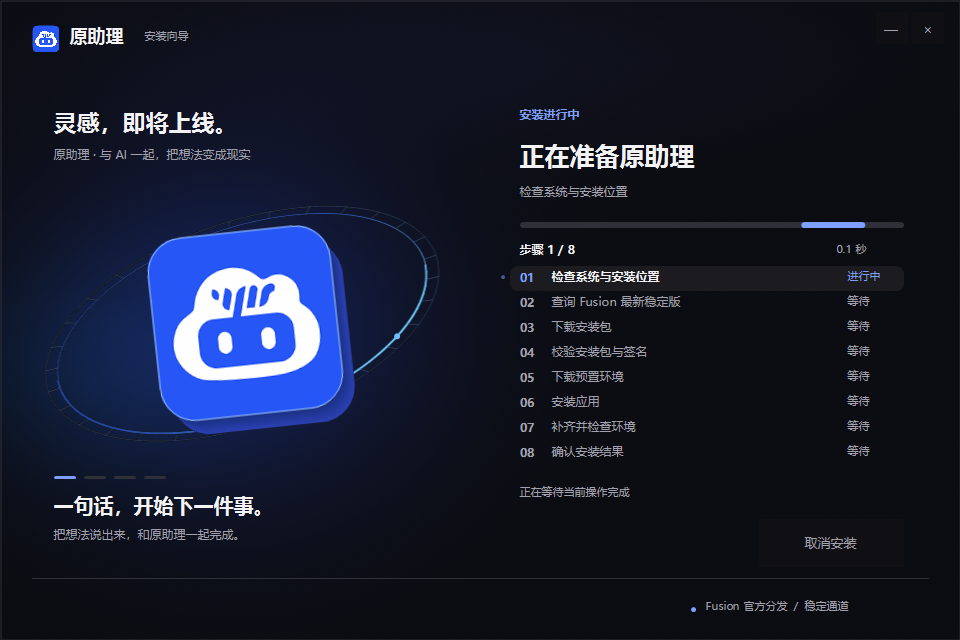 原助理 安装向导
— ×
灵感，即将上线。
原助理 · 与 AI 一起，把想法变成现实
一句话，开始下一件事。
把想法说出来，和原助理一起完成。
安装进行中
正在准备原助理
检查系统与安装位置
步骤 1 / 8 0.1 秒
01 检查系统与安装位置 进行中
02 查询 Fusion 最新稳定版 等待
03 下载安装包 等待
04 校验安装包与签名 等待
05 下载预置环境 等待
06 安装应用 等待
07 补齐并检查环境 等待
08 确认安装结果 等待
正在等待当前操作完成
取消安装
Fusion 官方分发 / 稳定通道